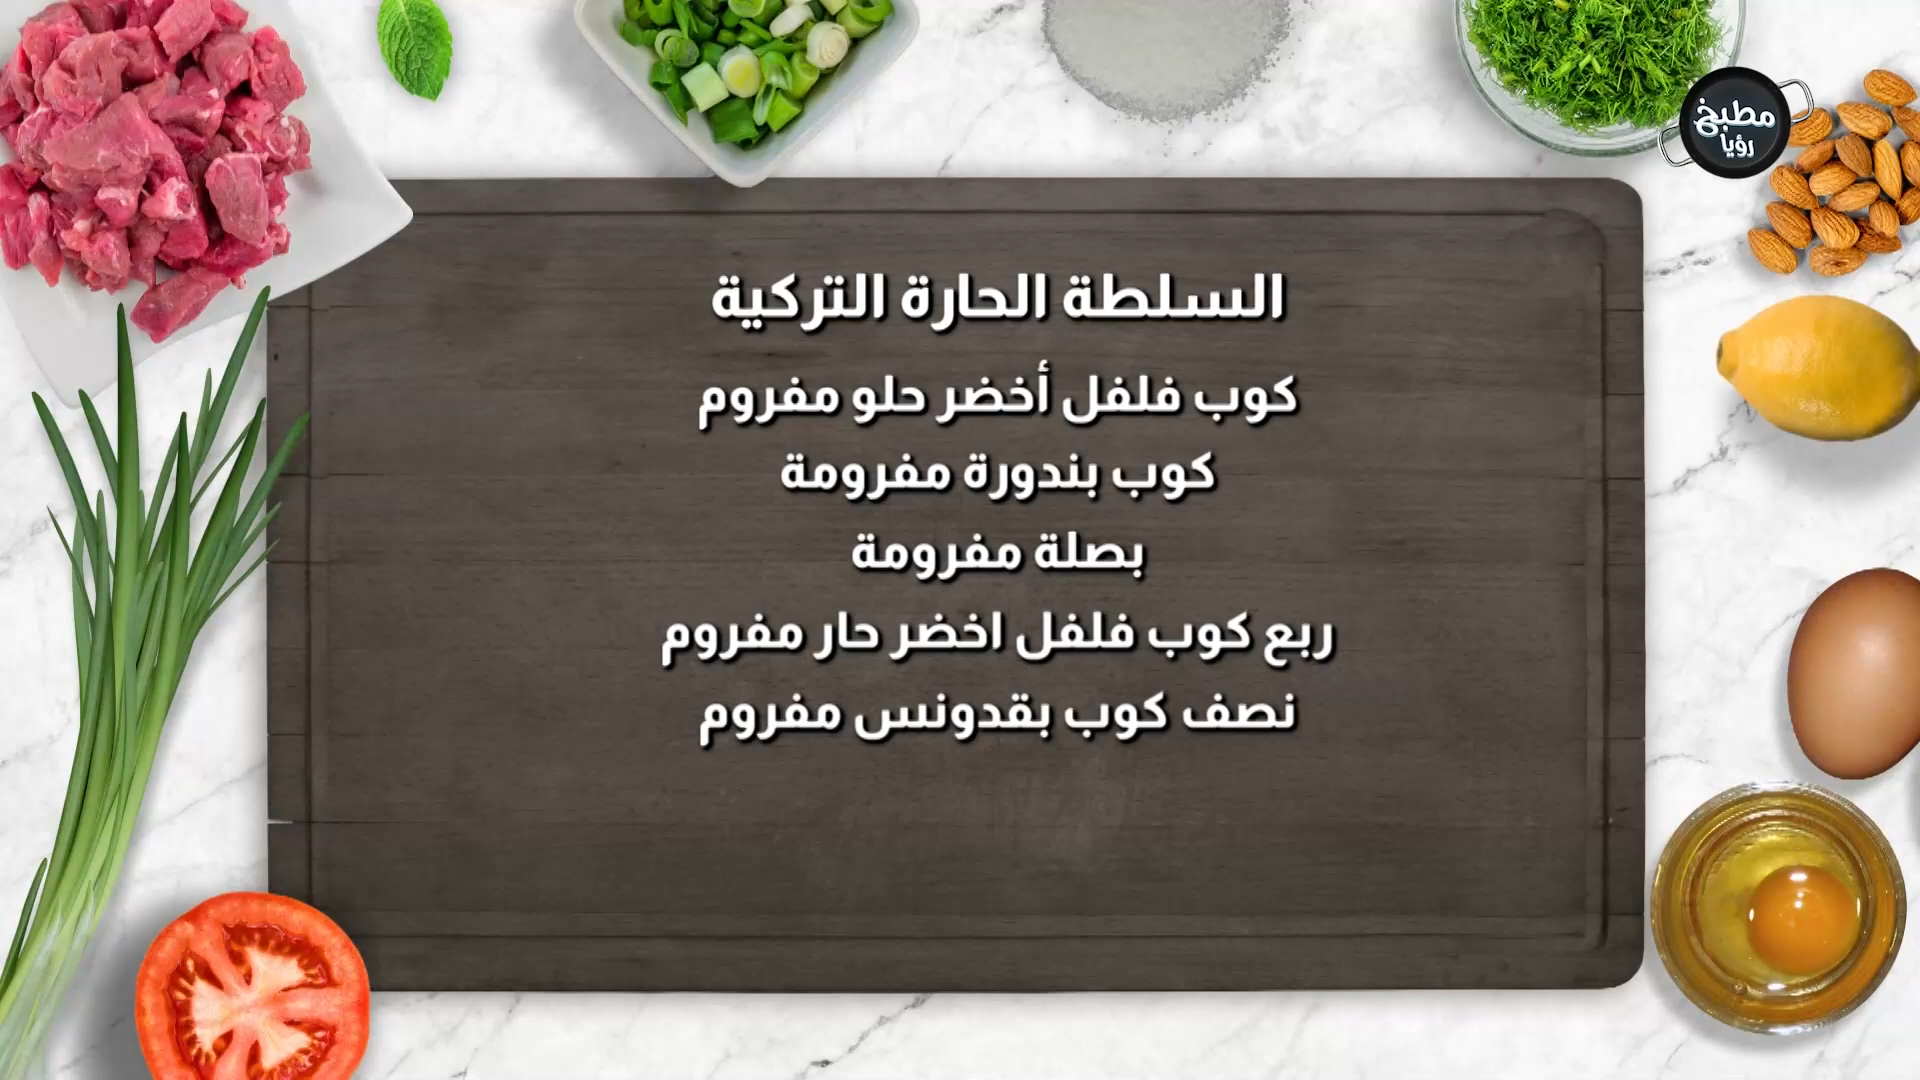 مطبخ
رؤيا
السلطة الحارة التركية
كوب فلفل أخضر حلو مفروم
كوب بندورة مفرومة
بصلة مفرومة
ربع كوب فلفل اخضر حار مفروم
نصف كوب بقدونس مفروم